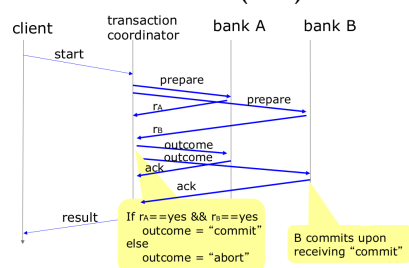 client
transaction
coordinator
bank A
bank B
start
prepare
prepare
rA
rB
outcome
outcome
ack
ack
result
If rA==yes && rB==yes
outcome = "commit"
else
outcome = "abort"
B commits upon
receiving "commit"